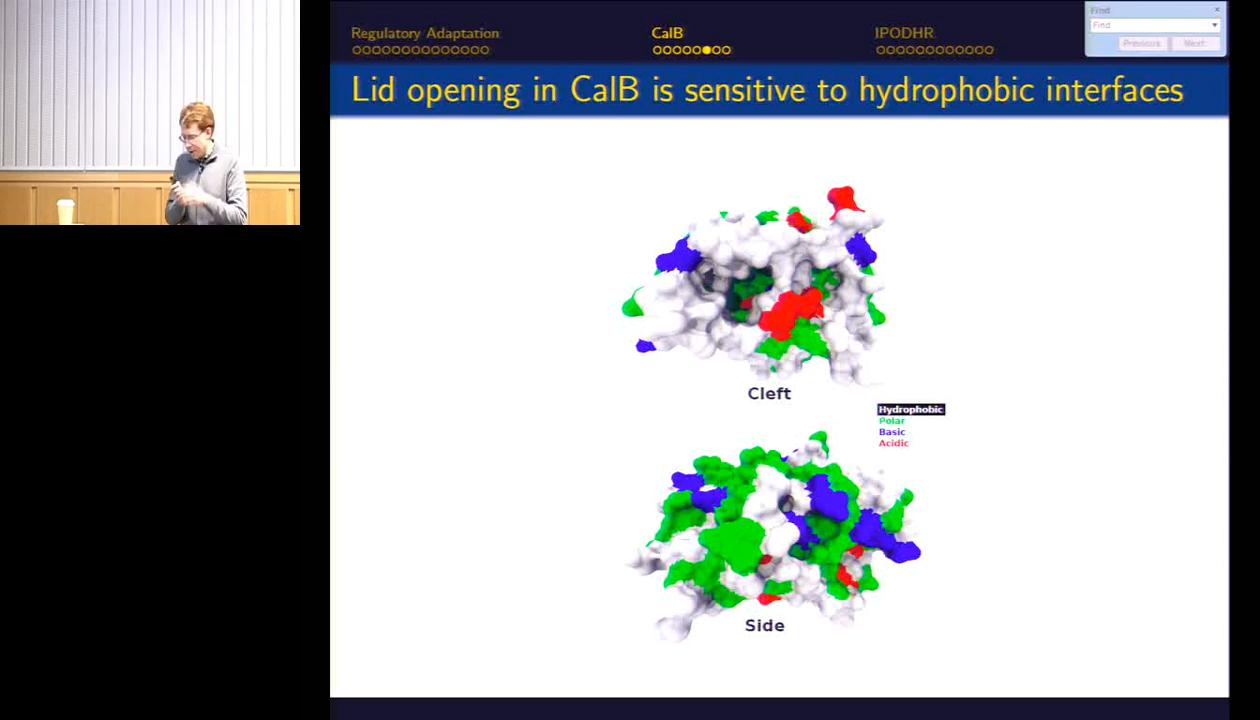 Regulatory Adaptation
CalB
IPODHR
Find
Find
Previous
Next
Lid opening in CalB is sensitive to hydrophobic interfaces
Cleft
Hydrophobic
Polar
Basic
Acidic
Side